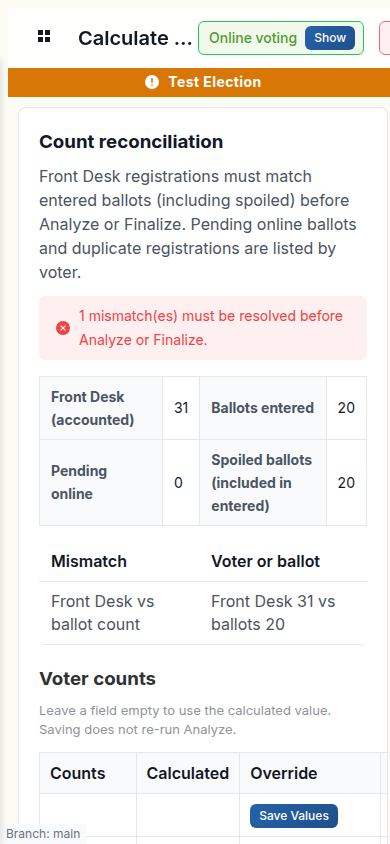 Calculate ...
Online voting
Show
Test Election
Count reconciliation
Front Desk registrations must match
entered ballots (including spoiled) before
Analyze or Finalize. Pending online ballots
and duplicate registrations are listed by
voter.
1 mismatch(es) must be resolved before
Analyze or Finalize.
Front Desk
(accounted)
31
Ballots entered
20
Pending
online
0
Spoiled ballots
(included in
entered)
20
Mismatch
Voter or ballot
Front Desk vs
ballot count
Front Desk 31 vs
ballots 20
Voter counts
Leave a field empty to use the calculated value.
Saving does not re-run Analyze.
Counts
Calculated
Override
Save Values
Branch: main